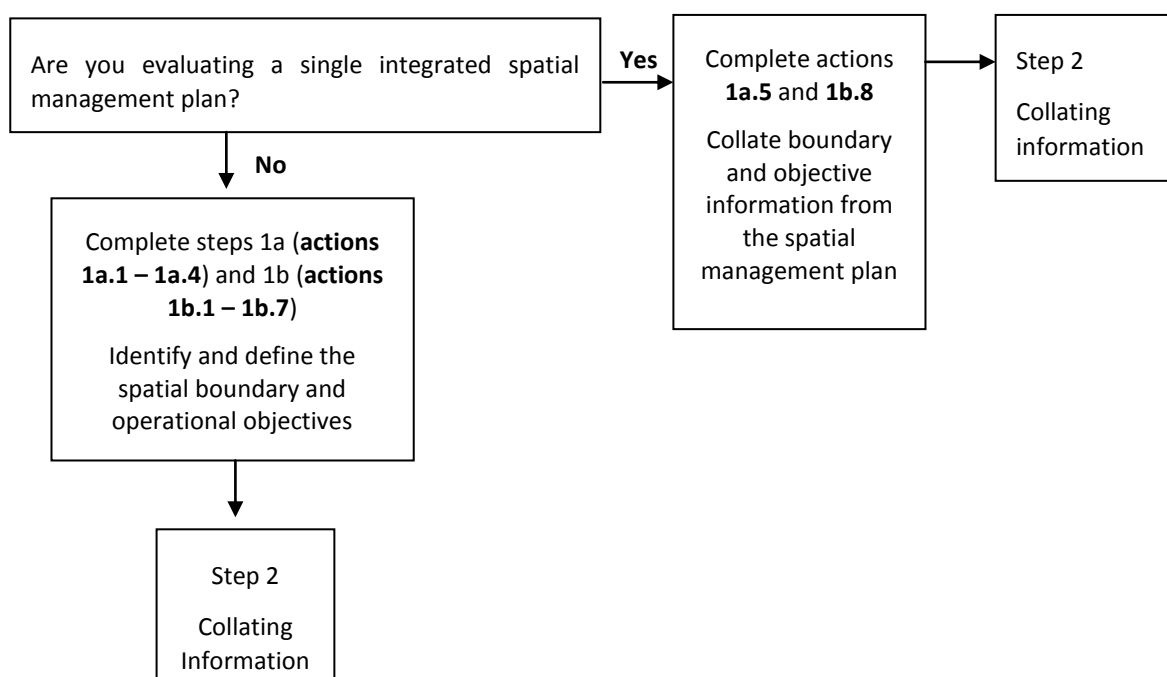 Are you evaluating a single integrated spatial
management plan?
Yes
Complete actions
1a.5 and 1b.8
Collate boundary
and objective
information from
the spatial
management plan
Step 2
Collating
information
No
Complete steps 1a (actions
1a.1 – 1a.4) and 1b (actions
1b.1 – 1b.7)
Identify and define the
spatial boundary and
operational objectives
Step 2
Collating
Information